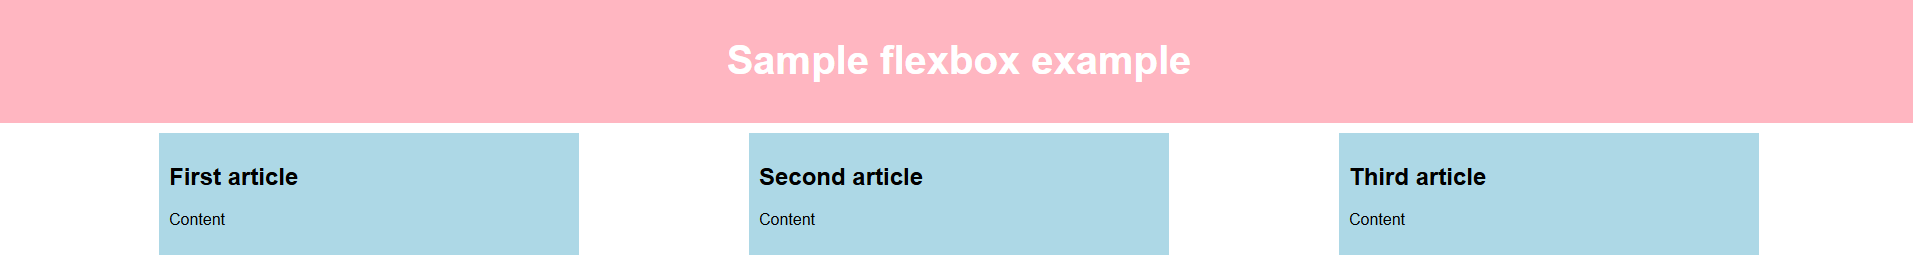 Sample flexbox example
First article
Second article
Third article
Content
Content
Content